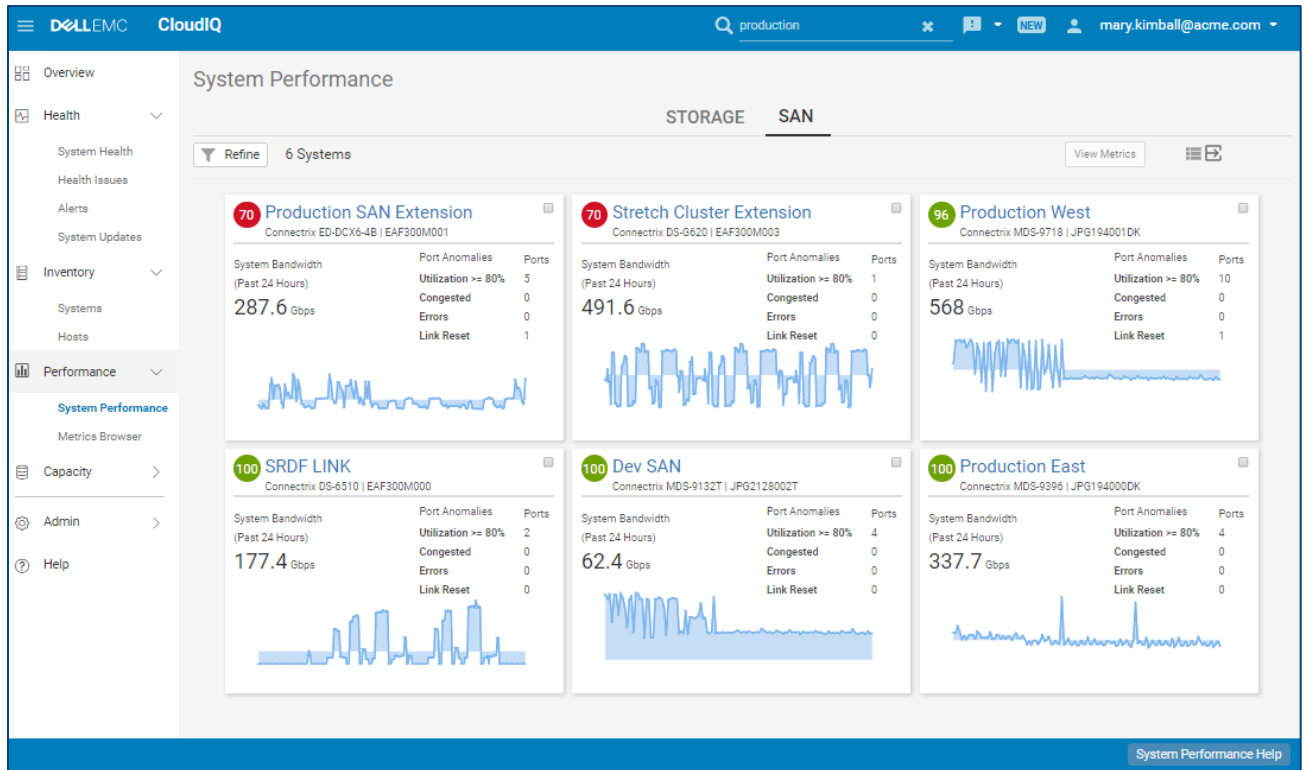 DELLEMC CloudIQ production NEW mary.kimball@acme.com
Overview
Health
System Health
Health Issues
Alerts
System Updates
Inventory
Systems
Hosts
Performance
System Performance
Metrics Browser
Capacity
Admin
Help
System Performance
STORAGE SAN
Refine 6 Systems View Metrics
70 Production SAN Extension
Connectrix ED-DCX6-4B | EAF300M001
System Bandwidth
(Past 24 Hours)
287.6 Gbps
Port Anomalies Ports
Utilization >= 80% 5
Congested 0
Errors 0
Link Reset 1
70 Stretch Cluster Extension
Connectrix DS-G620 | EAF300M003
System Bandwidth
(Past 24 Hours)
491.6 Gbps
Port Anomalies Ports
Utilization >= 80% 1
Congested 0
Errors 0
Link Reset 0
96 Production West
Connectrix MDS-9718 | JPG194001DK
System Bandwidth
(Past 24 Hours)
568 Gbps
Port Anomalies Ports
Utilization >= 80% 10
Congested 0
Errors 0
Link Reset 1
100 SRDF LINK
Connectrix DS-6510 | EAF300M000
System Bandwidth
(Past 24 Hours)
177.4 Gbps
Port Anomalies Ports
Utilization >= 80% 2
Congested 0
Errors 0
Link Reset 0
100 Dev SAN
Connectrix MDS-9132T | JPG2128002T
System Bandwidth
(Past 24 Hours)
62.4 Gbps
Port Anomalies Ports
Utilization >= 80% 4
Congested 0
Errors 0
Link Reset 0
100 Production East
Connectrix MDS-9396 | JPG194000DK
System Bandwidth
(Past 24 Hours)
337.7 Gbps
Port Anomalies Ports
Utilization >= 80% 4
Congested 0
Errors 0
Link Reset 0
System Performance Help